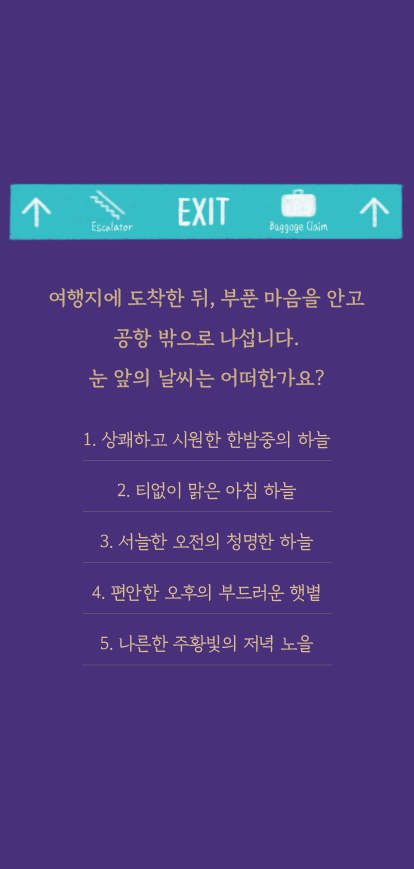 Escalator
EXIT
Baggage Claim
여행지에 도착한 뒤, 부푼 마음을 안고
공항 밖으로 나섭니다.
눈 앞의 날씨는 어떠한가요?
1. 상쾌하고 시원한 한밤중의 하늘
2. 티없이 맑은 아침 하늘
3. 서늘한 오전의 청명한 하늘
4. 편안한 오후의 부드러운 햇볕
5. 나른한 주황빛의 저녁 노을